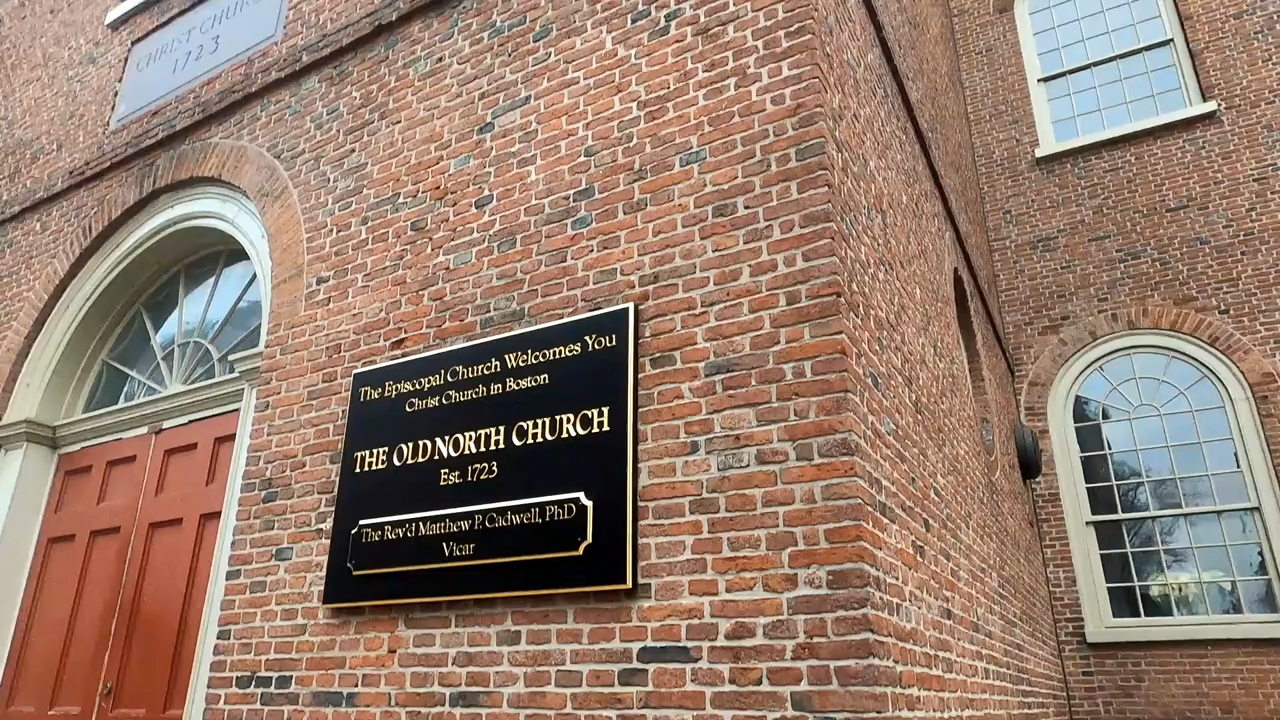 CHRIST CHURCH
1723
The Episcopal Church Welcomes You
Christ Church in Boston
THE OLD NORTH CHURCH
Est. 1723
The Rev'd Matthew P. Cadwell, PhD
Vicar